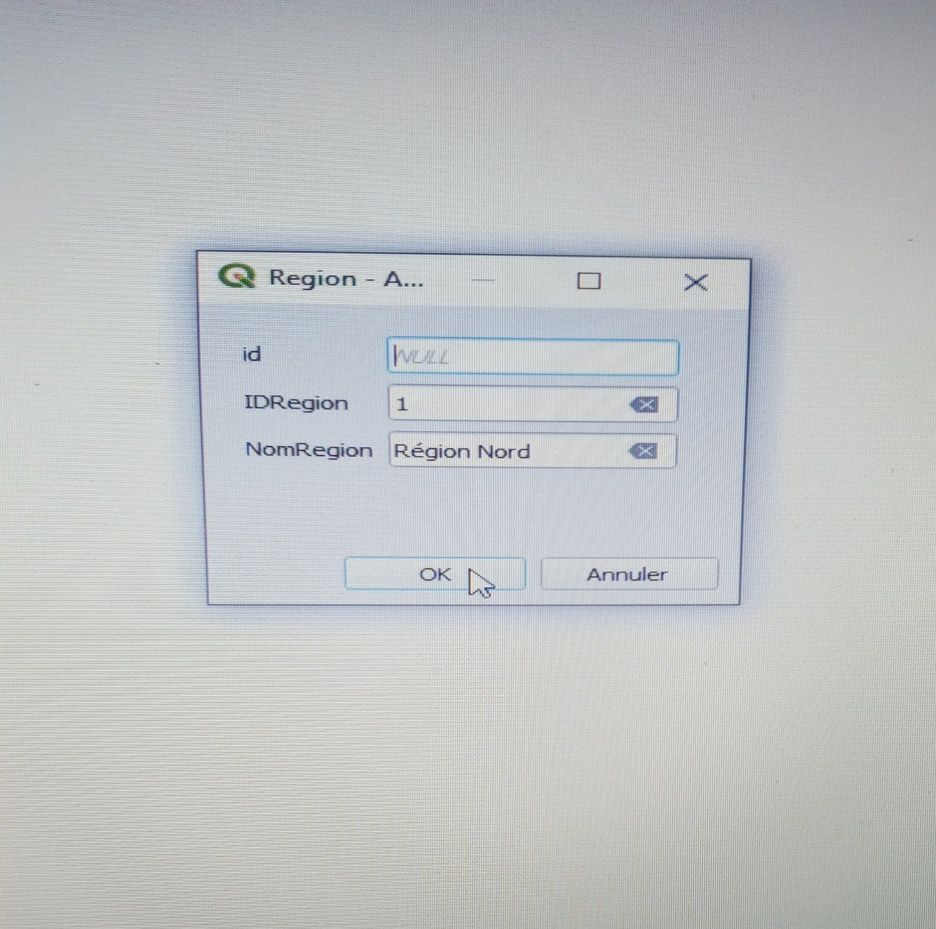 Region - A...
id NULL
IDRegion 1
NomRegion Région Nord
OK Annuler